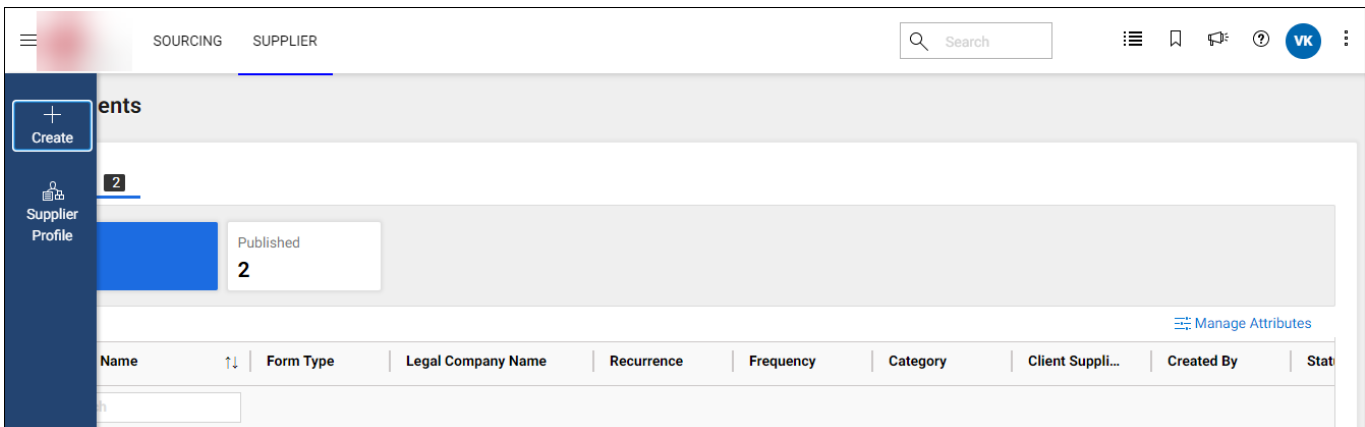 SOURCING SUPPLIER Search VK
Create
ents
2
Supplier
Profile
Published
2
Manage Attributes
Name Form Type Legal Company Name Recurrence Frequency Category Client Suppli... Created By